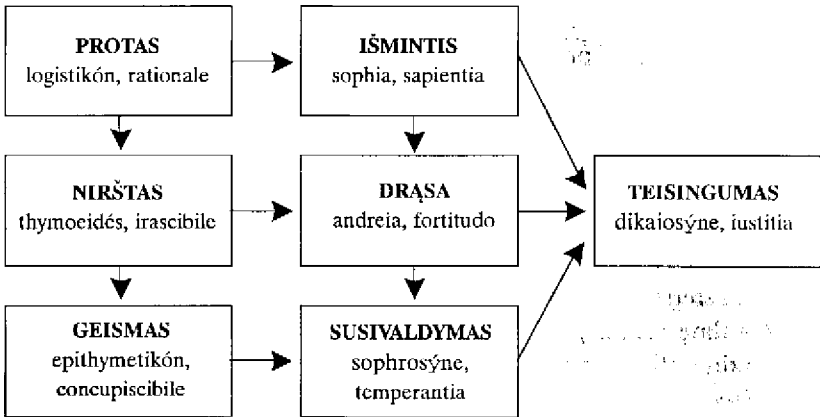 PROTAS
logistikón, rationale
IŠMINTIS
sophia, sapientia
NIRŠTAS
thymoeidés, irascibile
DRĄSA
andreia, fortitudo
TEISINGUMAS
dikaiosýne, iustitia
GEISMAS
epithymetikón,
concupiscibile
SUSIVALDYMAS
sophrosýne,
temperantia